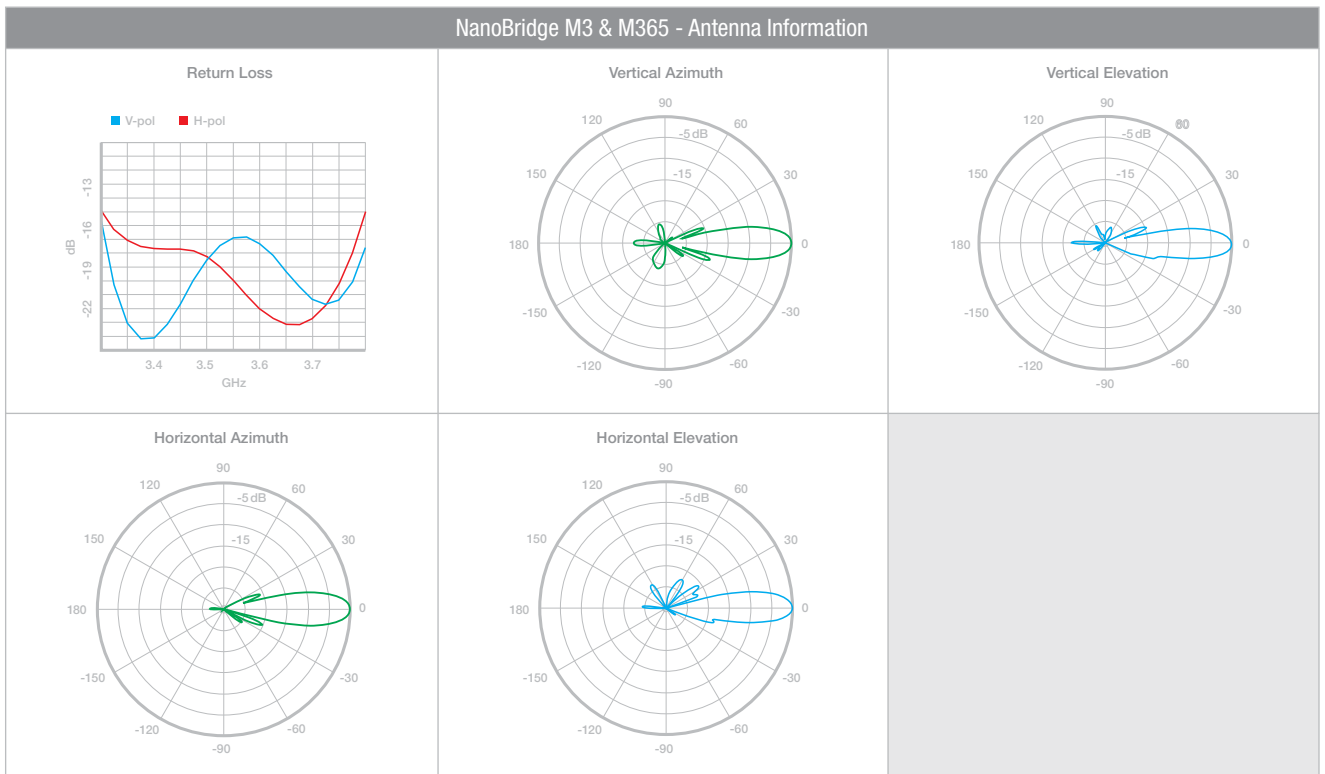 NanoBridge M3 & M365 - Antenna Information
Return Loss
V-pol H-pol
-13
-16
-19
-22
dB
3.4 3.5 3.6 3.7
GHz
Vertical Azimuth
90
120 60
-5 dB
150 -15 30
180 0
-150 -30
-120 -60
-90
Vertical Elevation
90
120
-5 dB
150 -15 30
180 0
-150 -30
-120 -60
-90
Horizontal Azimuth
90
120 60
-5 dB
150 -15 30
180 0
-150 -30
-120 -60
-90
Horizontal Elevation
90
120 60
-5 dB
150 -15 30
180 0
-150 -30
-120 -60
-90